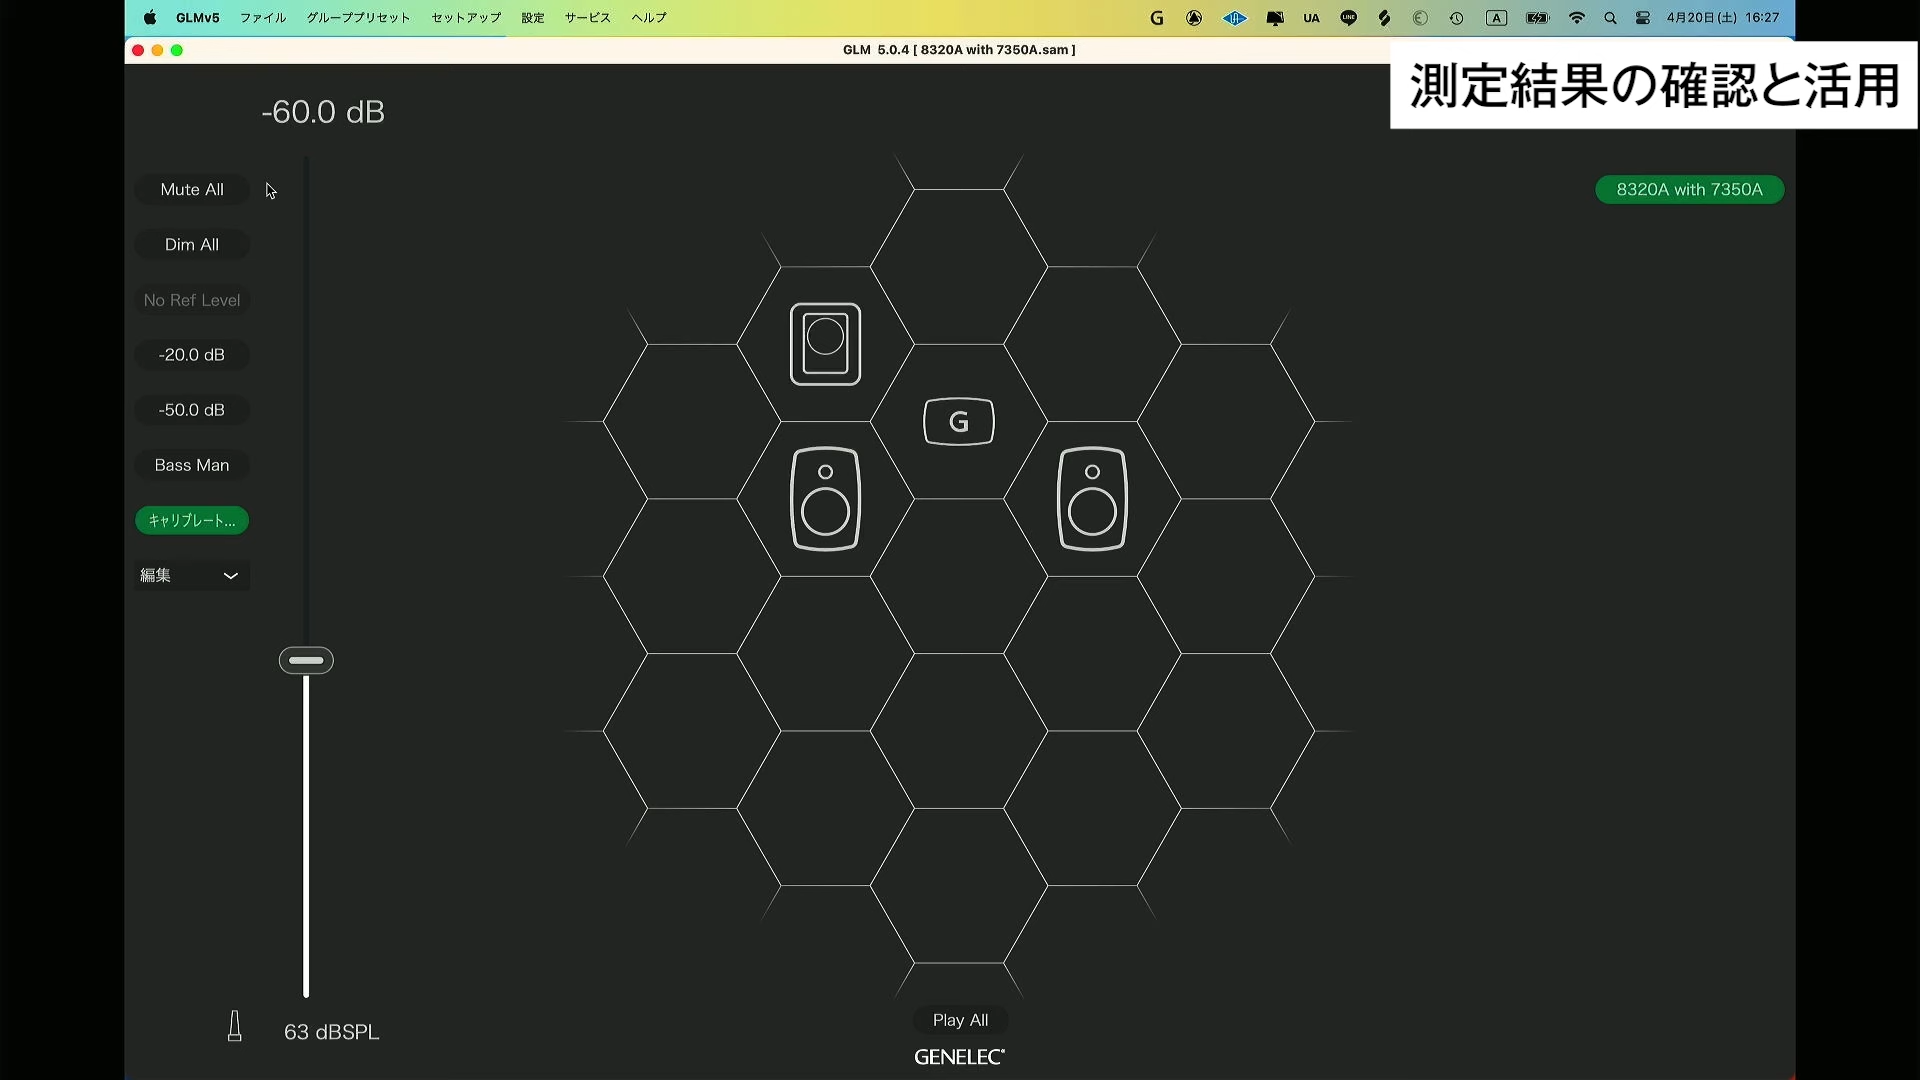 GLMv5 ファイル グループプリセット セットアップ 設定 サービス ヘルプ
G UA LINE A 4月20日(土) 16:27
GLM 5.0.4 [ 8320A with 7350A.sam ]
測定結果の確認と活用
-60.0 dB
Mute All
8320A with 7350A
Dim All
No Ref Level
-20.0 dB
-50.0 dB
G
Bass Man
キャリブレート...
編集
Play All
63 dBSPL
GENELEC®